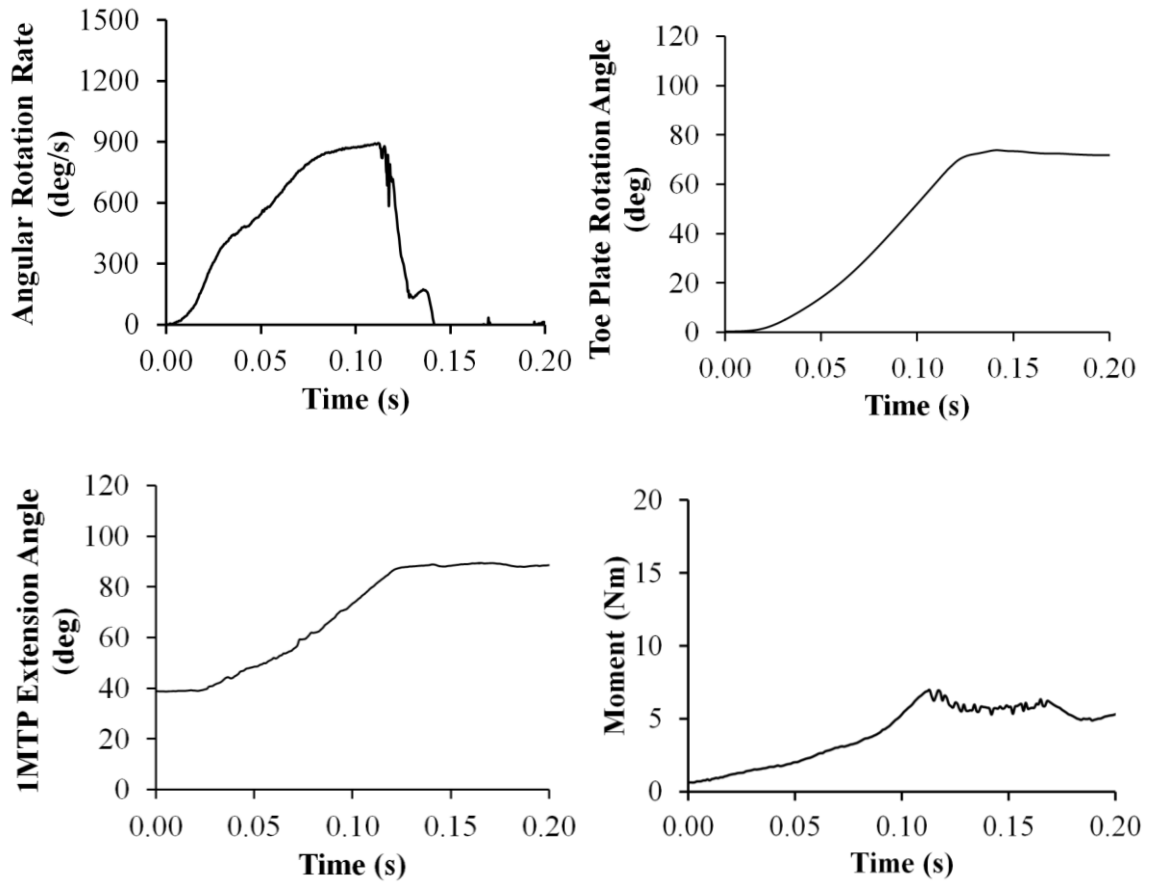 Angular Rotation Rate
(deg/s)
1500
1200
900
600
300
0
0.00 0.05 0.10 0.15 0.20
Time (s)
Toe Plate Rotation Angle
(deg)
120
100
80
60
40
20
0
0.00 0.05 0.10 0.15 0.20
Time (s)
1MTP Extension Angle
(deg)
120
100
80
60
40
20
0
0.00 0.05 0.10 0.15 0.20
Time (s)
Moment (Nm)
20
15
10
5
0
0.00 0.05 0.10 0.15 0.20
Time (s)